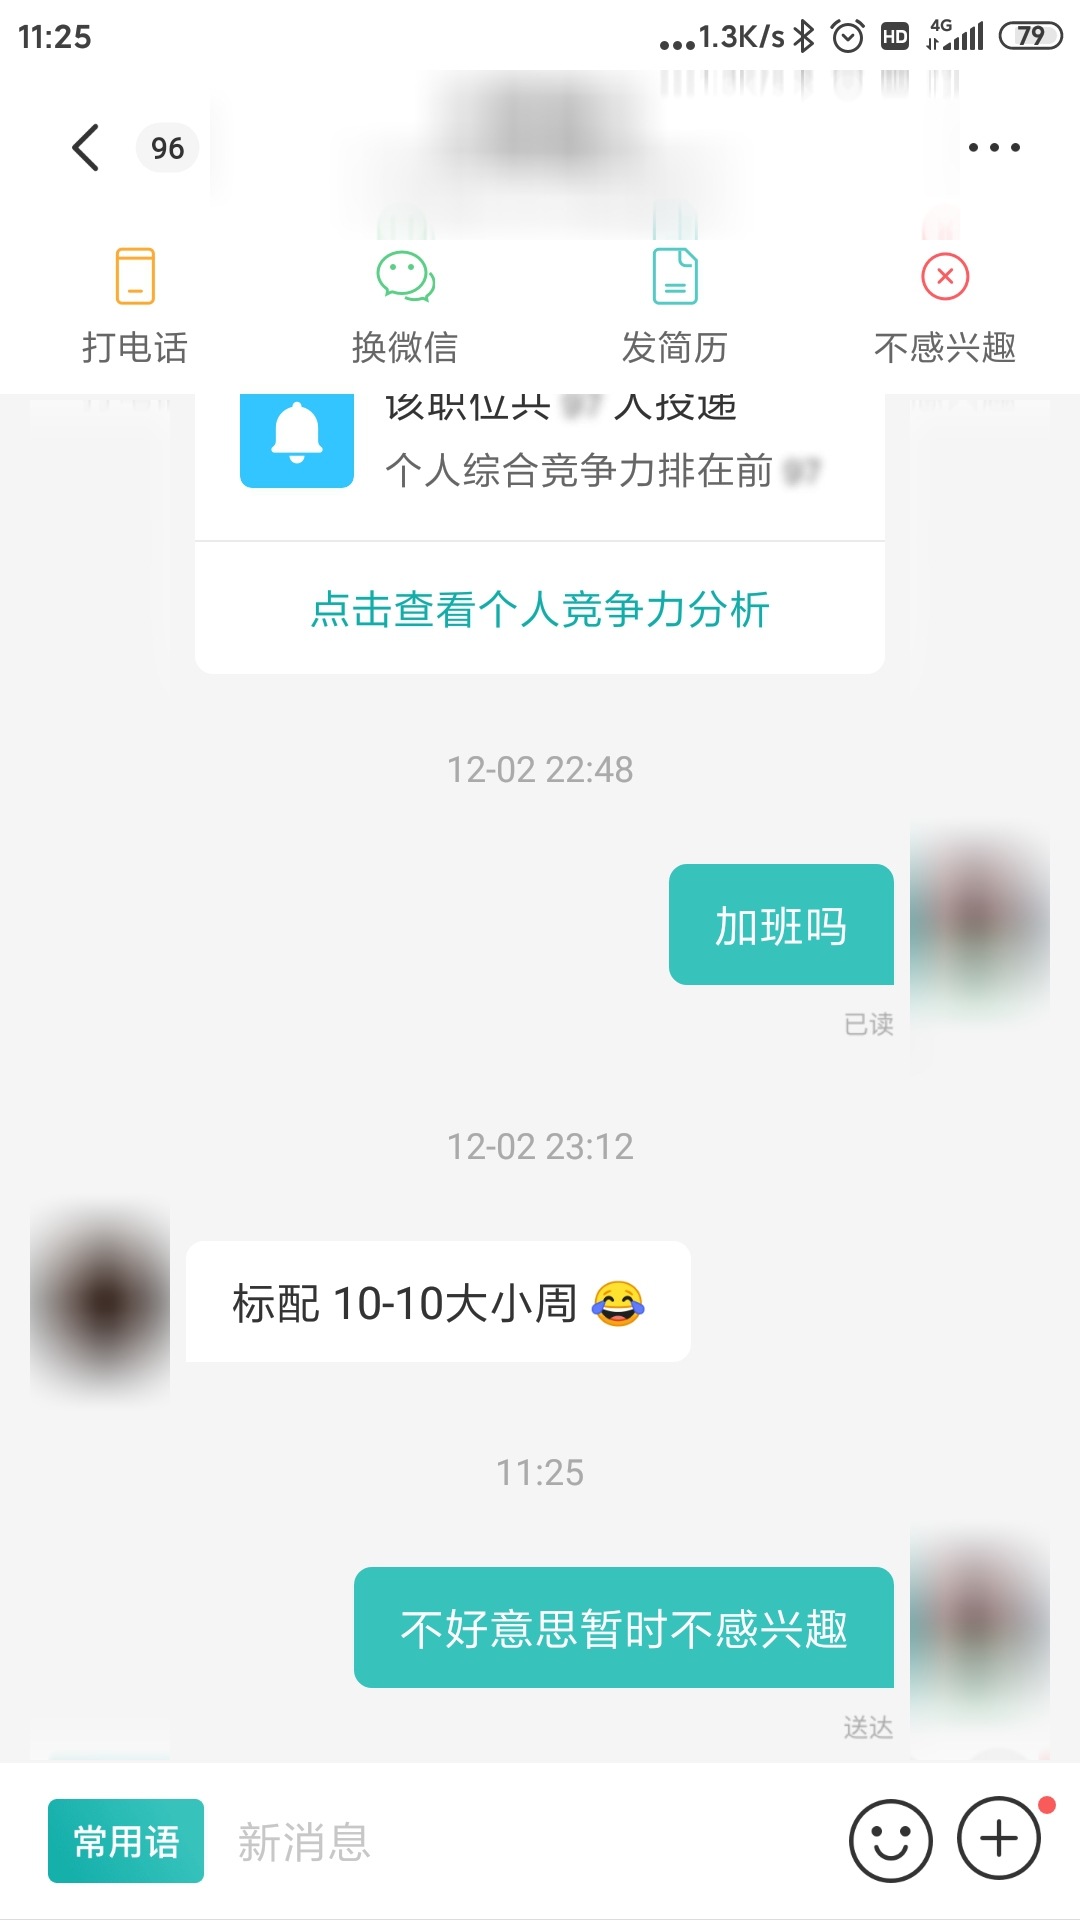 11:25
1.3K/s
HD
4G
79
96
打电话
换微信
发简历
不感兴趣
该职位共 人投递
个人综合竞争力排在前
点击查看个人竞争力分析
12-02 22:48
加班吗
已读
12-02 23:12
标配 10-10大小周 😂
11:25
不好意思暂时不感兴趣
送达
常用语
新消息